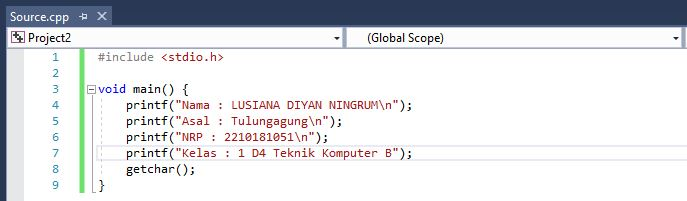 Source.cpp
Project2 (Global Scope)
1 #include <stdio.h>
2
3 void main() {
4 printf("Nama : LUSIANA DIYAN NINGRUM\n");
5 printf("Asal : Tulungagung\n");
6 printf("NRP : 2210181051\n");
7 printf("Kelas : 1 D4 Teknik Komputer B");
8 getchar();
9 }